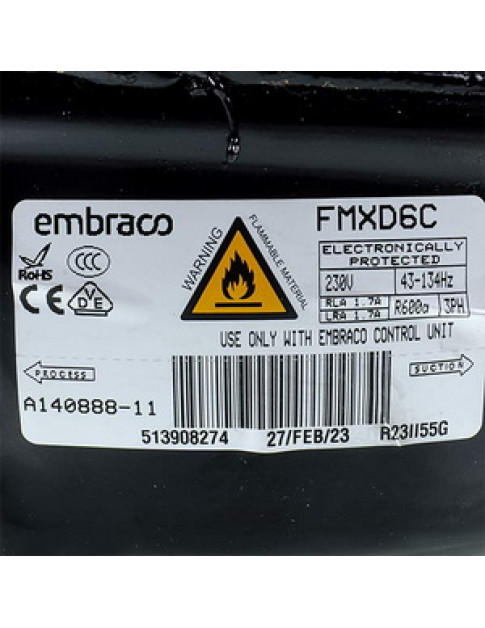 embraco
FMXD6C
WARNING
FLAMMABLE MATERIAL
ELECTRONICALLY
PROTECTED
230V 43-134Hz
RLA 1.7A
LRA 1.7A
R600a 3PH
RoHS
CCC
CE
VDE
USE ONLY WITH EMBRACO CONTROL UNIT
PROCESS
SUCTION
A140888-11
513908274 27/FEB/23 R23//55G